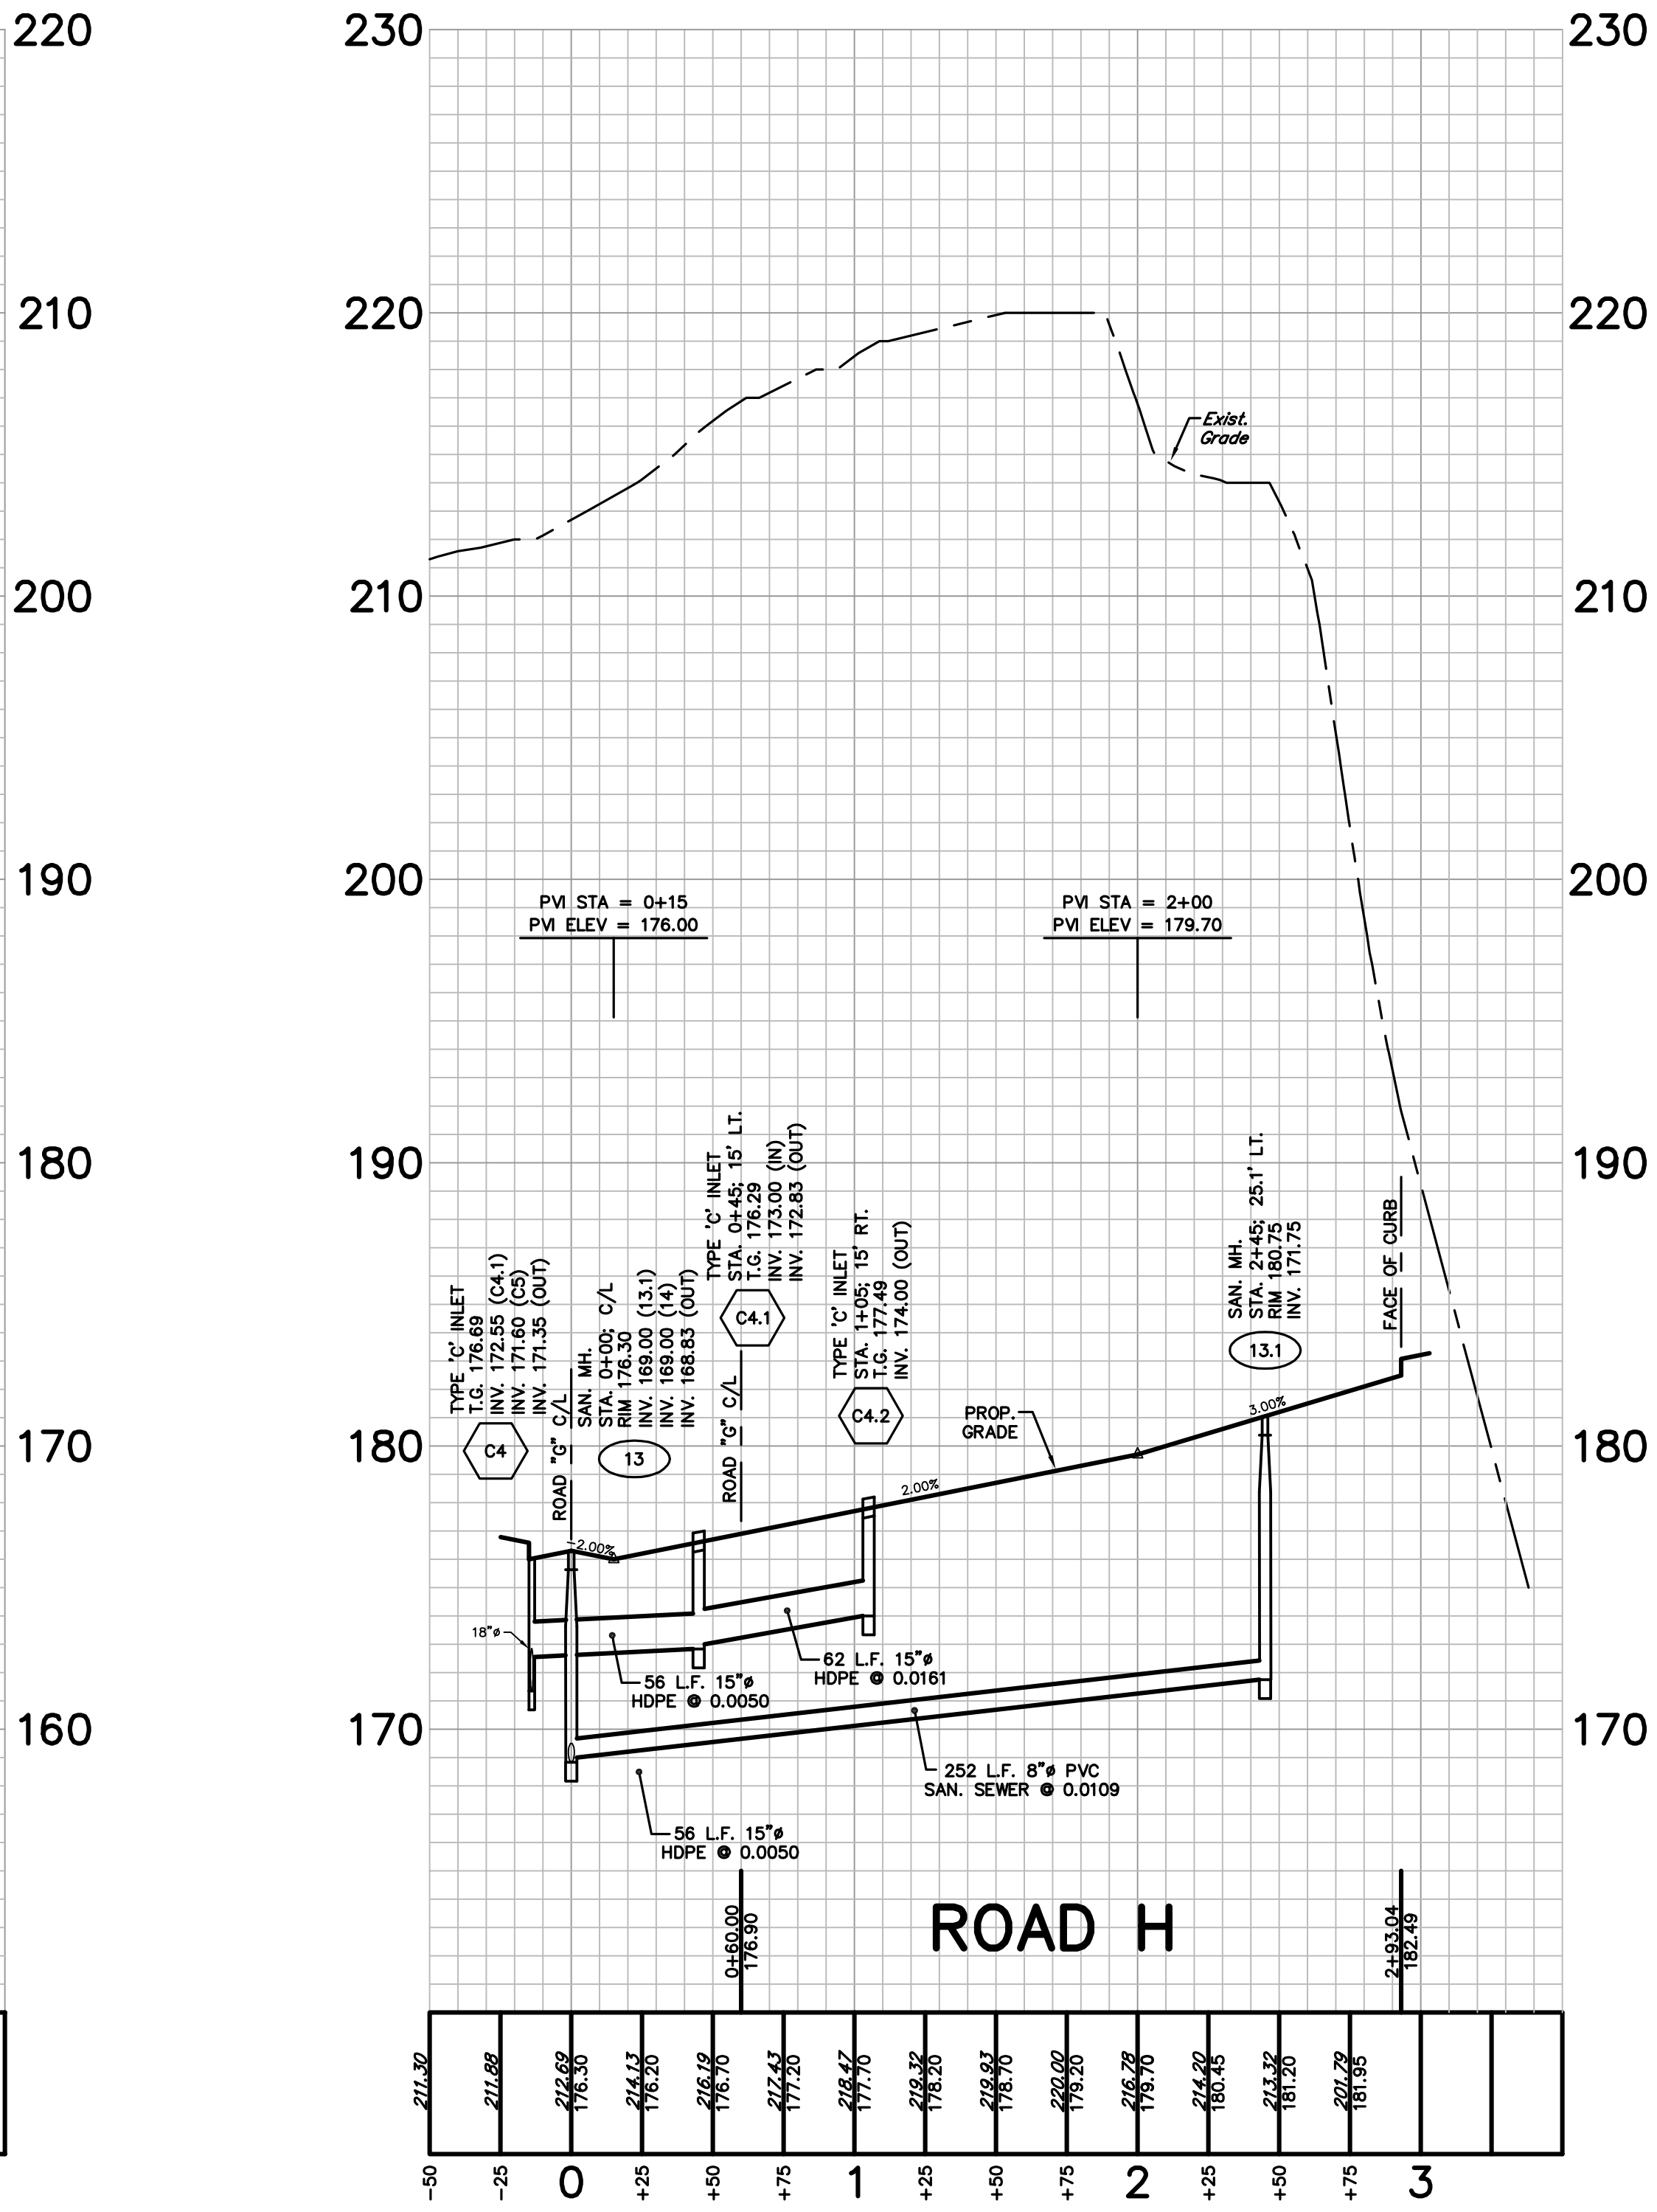 220
210
200
190
180
170
160
230
220
210
200
190
180
170
230
220
210
200
190
180
170
Exist.
Grade
PVI STA = 0+15
PVI ELEV = 176.00
PVI STA = 2+00
PVI ELEV = 179.70
TYPE 'C' INLET
T.G. 176.69
INV. 172.55 (C4.1)
INV. 171.60 (C5)
INV. 171.35 (OUT)
C4
ROAD "G" C/L
SAN. MH.
STA. 0+00; C/L
RIM 176.30
INV. 169.00 (13.1)
INV. 169.00 (14)
INV. 168.83 (OUT)
13
TYPE 'C' INLET
STA. 0+45; 15' LT.
T.G. 176.29
INV. 173.00 (IN)
INV. 172.83 (OUT)
C4.1
ROAD "G" C/L
TYPE 'C' INLET
STA. 1+05; 15' RT.
T.G. 177.49
INV. 174.00 (OUT)
C4.2
PROP.
GRADE
SAN. MH.
STA. 2+45; 25.1' LT.
RIM 180.75
INV. 171.75
13.1
FACE OF CURB
-2.00%
2.00%
3.00%
18"ø
56 L.F. 15"ø
HDPE @ 0.0050
62 L.F. 15"ø
HDPE @ 0.0161
252 L.F. 8"ø PVC
SAN. SEWER @ 0.0109
56 L.F. 15"ø
HDPE @ 0.0050
0+60.00
176.90
ROAD H
2+93.04
182.49
211.30
211.88
212.69
176.30
214.13
176.20
216.19
176.70
217.43
177.20
218.47
177.70
219.32
178.20
219.93
178.70
220.00
179.20
216.78
179.70
214.20
180.45
213.32
181.20
201.79
181.95
-50
-25
0
+25
+50
+75
1
+25
+50
+75
2
+25
+50
+75
3